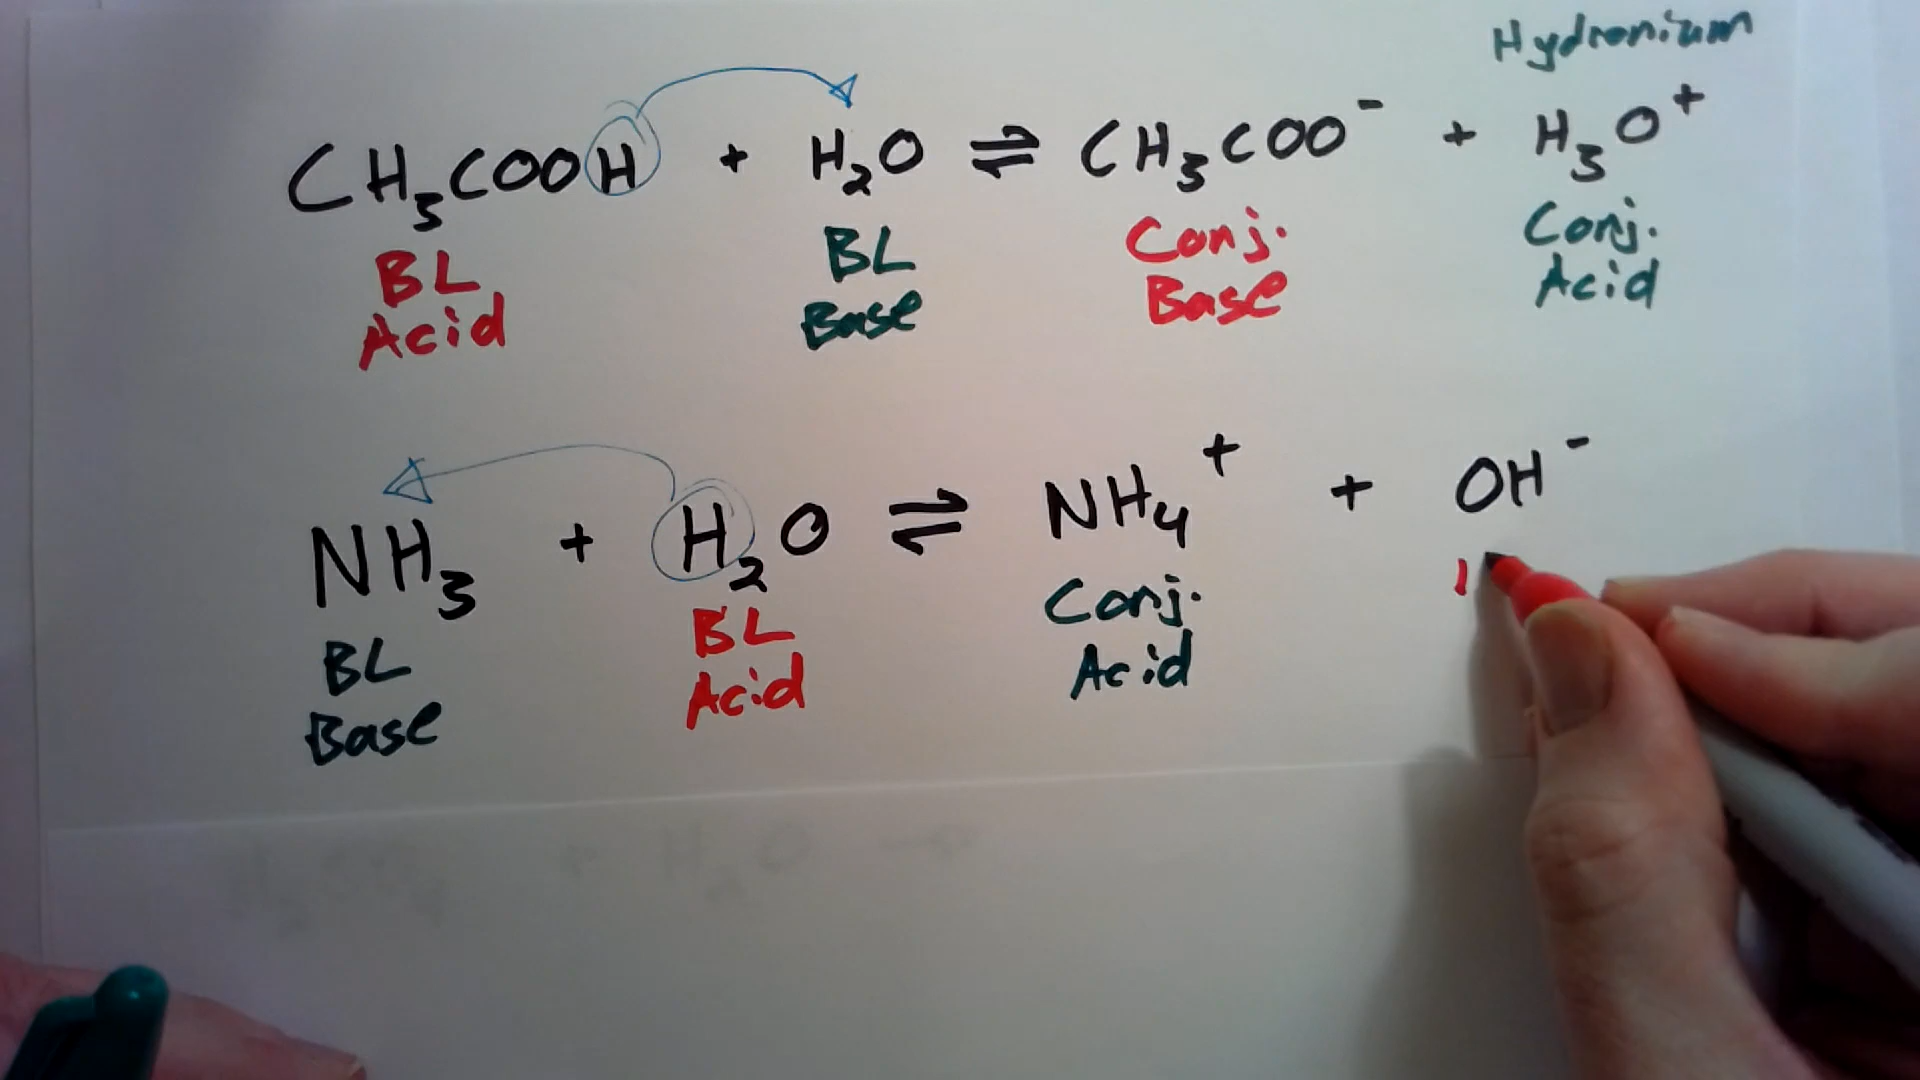 Hydronium
CH₃COOH + H₂O ⇌ CH₃COO⁻ + H₃O⁺
BL Acid BL Base Conj. Base Conj. Acid
NH₃ + H₂O ⇌ NH₄⁺ + OH⁻
BL Base BL Acid Conj. Acid